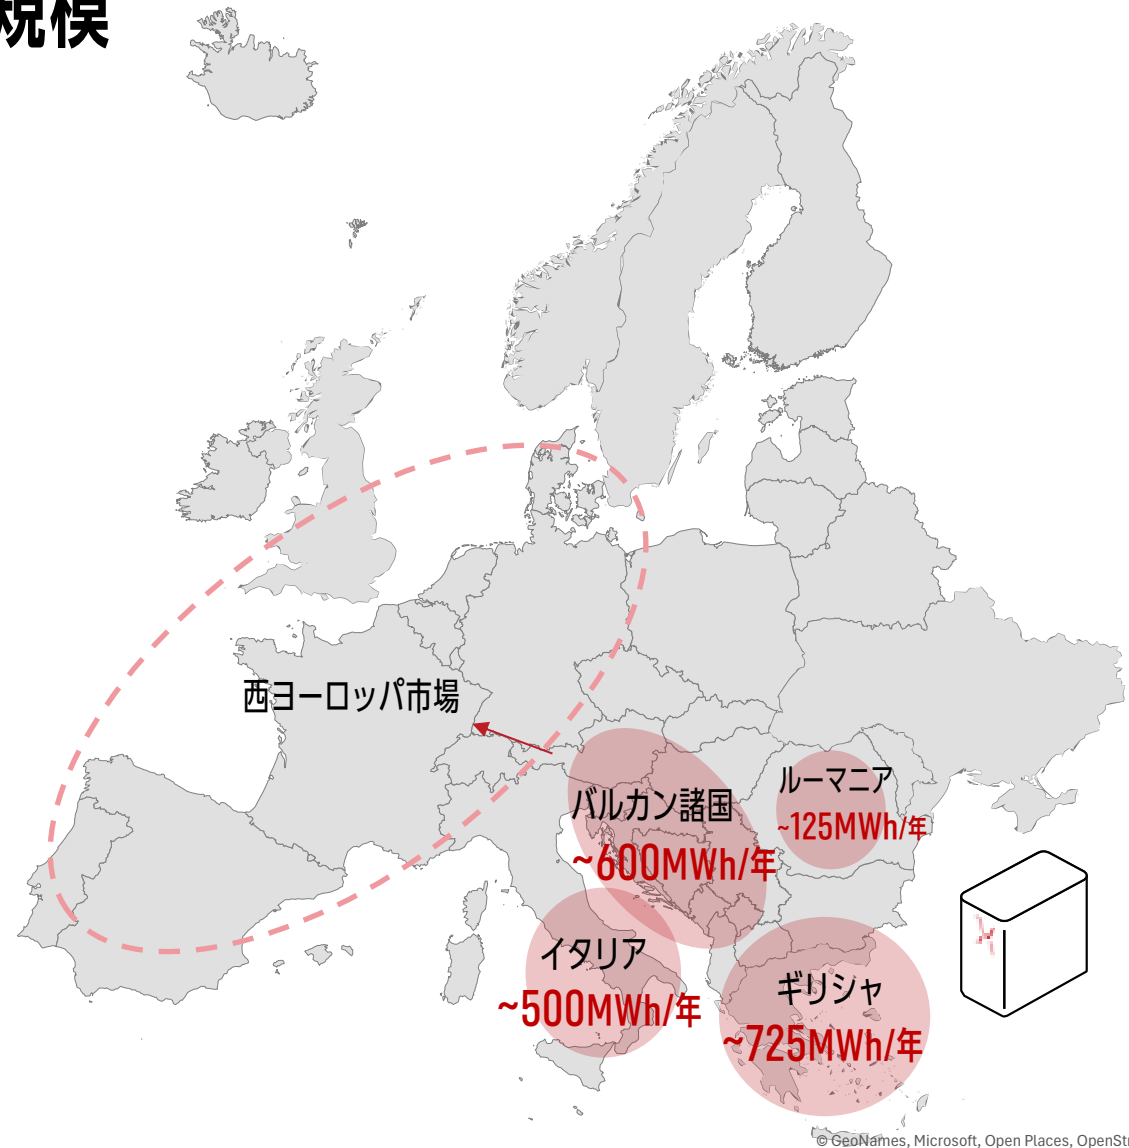 規模
西ヨーロッパ市場
バルカン諸国
~600MWh/年
ルーマニア
~125MWh/年
イタリア
~500MWh/年
ギリシャ
~725MWh/年
© GeoNames, Microsoft, Open Places, OpenSt